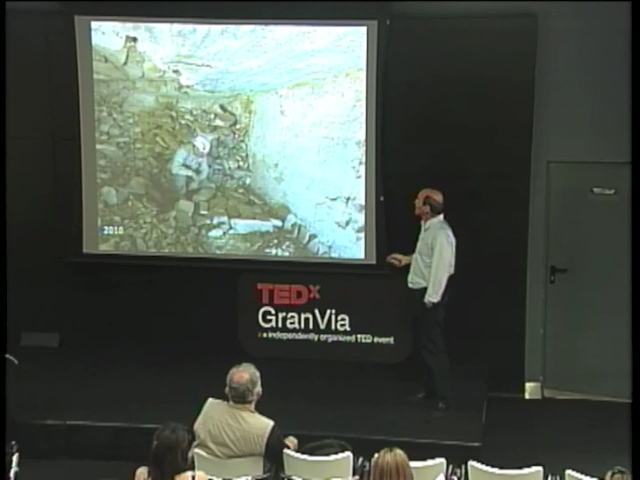 2010
TEDx
GranVia
x = independently organized TED event